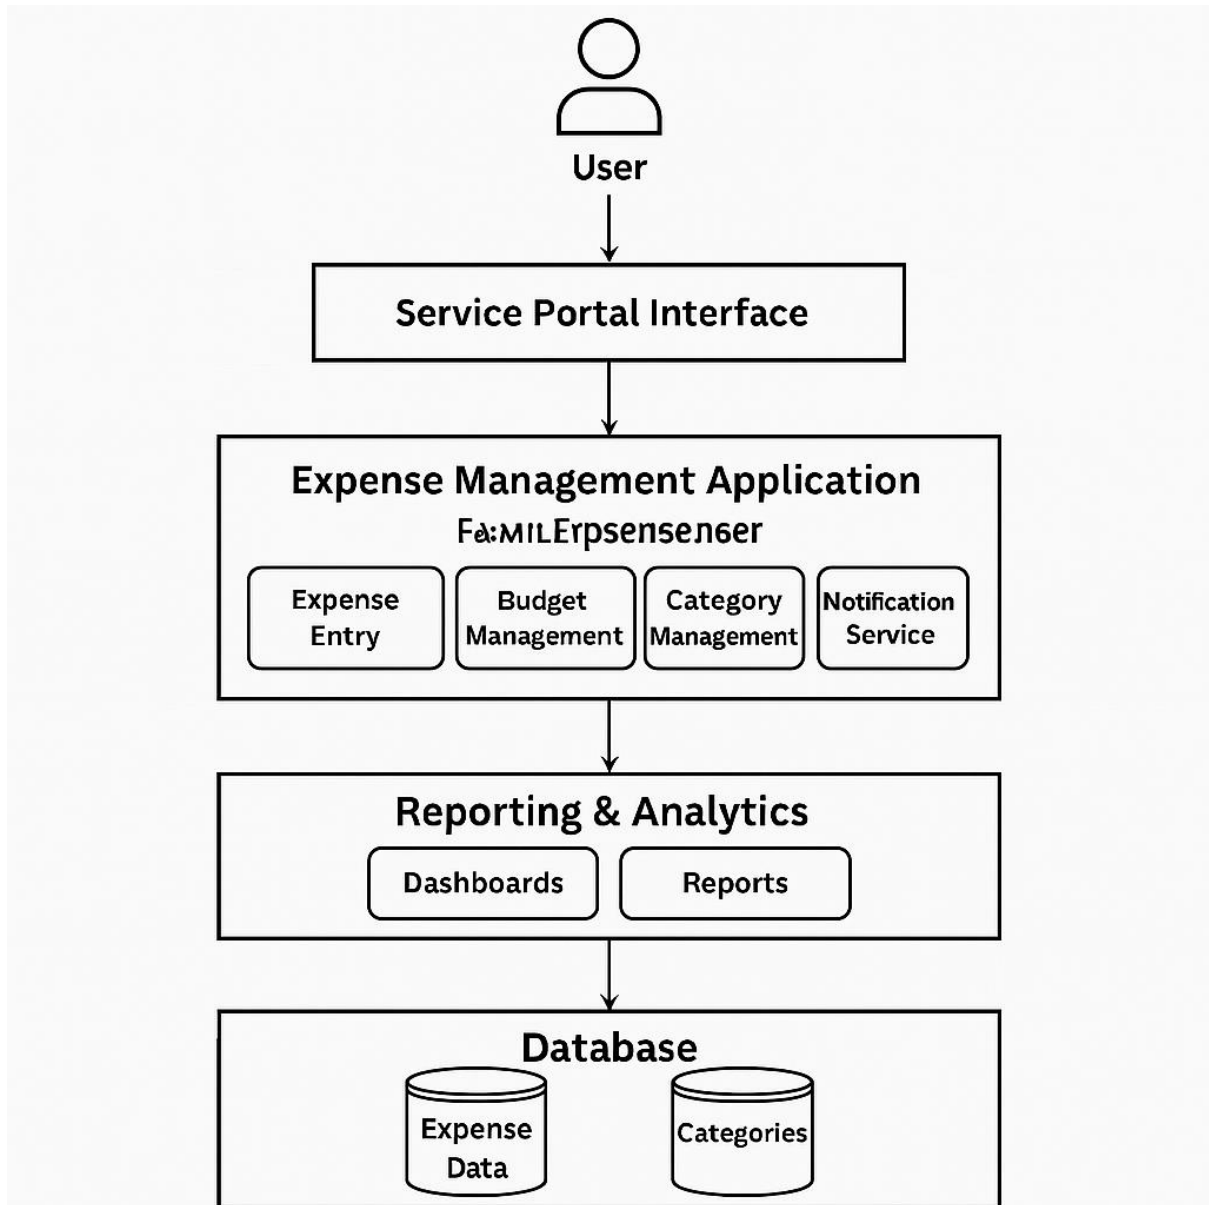 User
Service Portal Interface
Expense Management Application
Expense
Entry
Budget
Management
Category
Management
Notification
Service
Reporting & Analytics
Dashboards
Reports
Database
Expense
Data
Categories